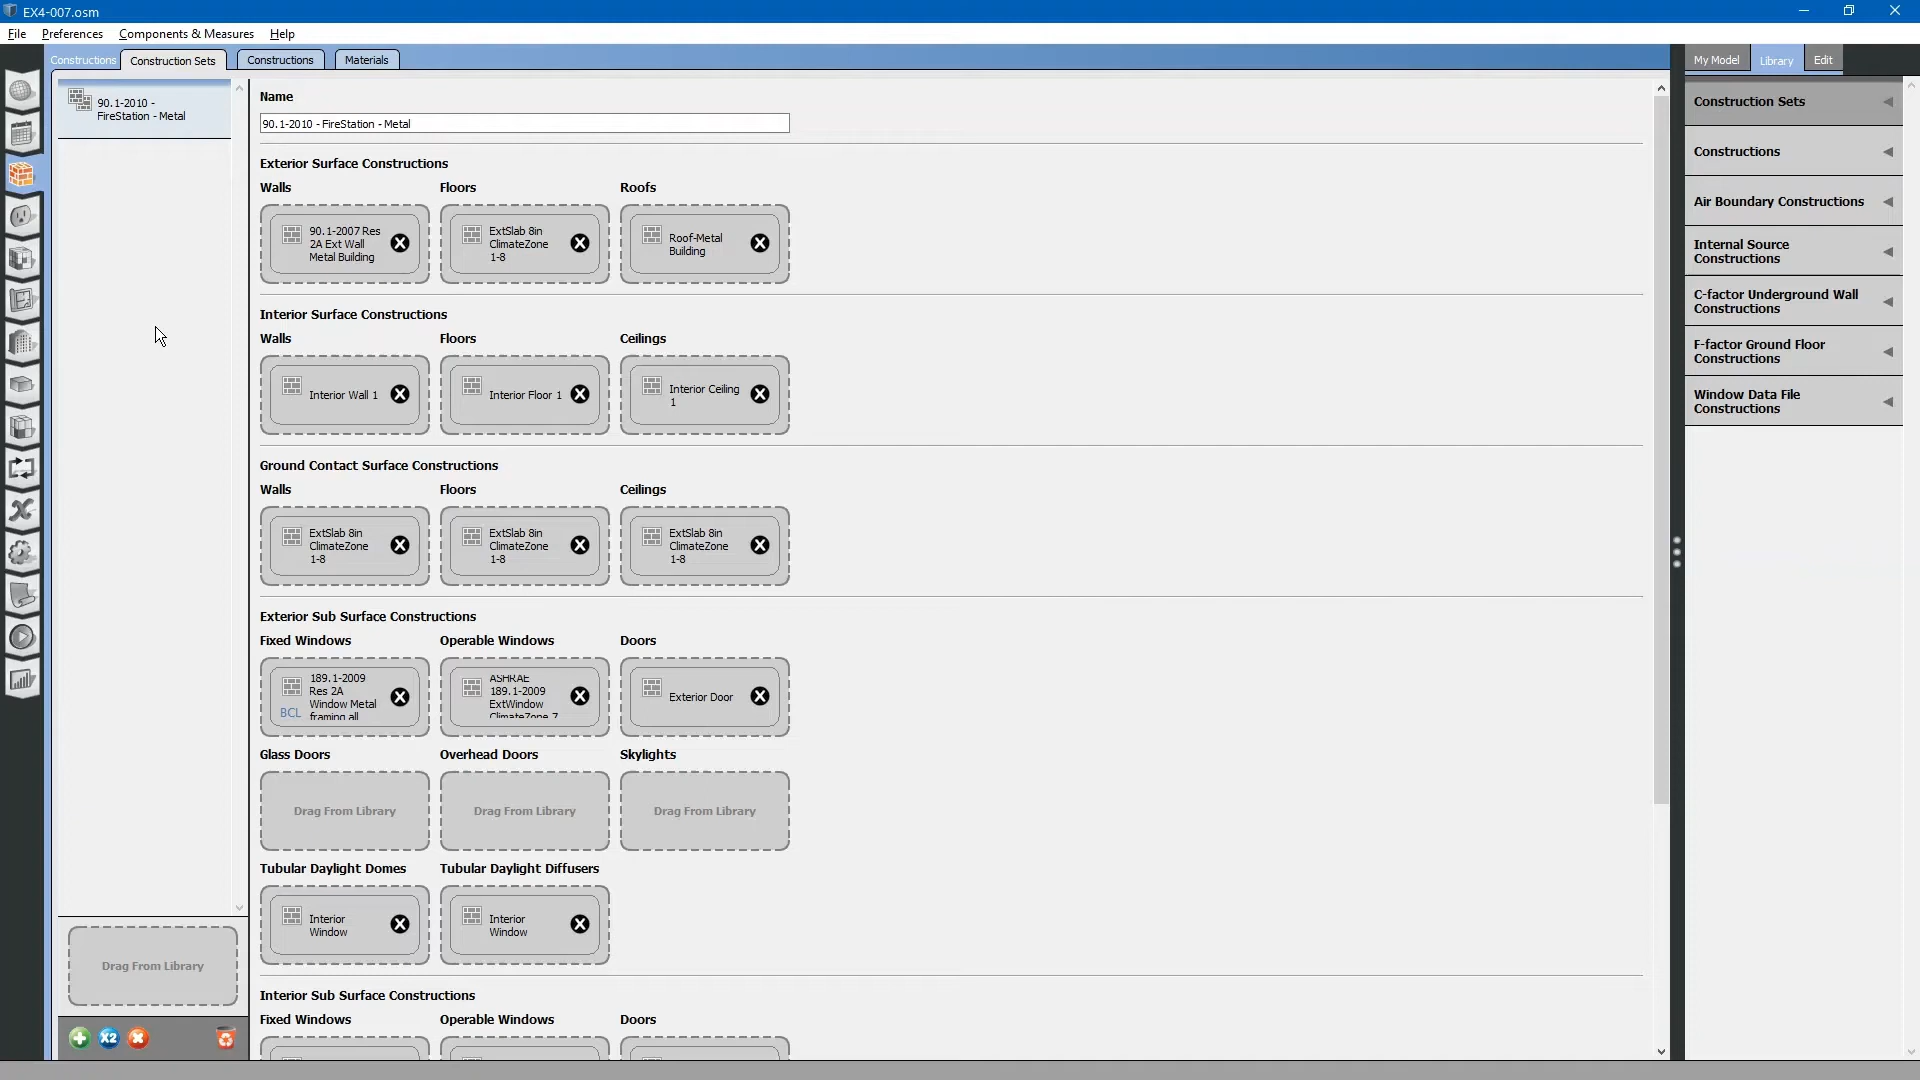 EX4-007.osm
File Preferences Components & Measures Help
Constructions Construction Sets Constructions Materials
My Model Library Edit
90.1-2010 -
FireStation - Metal
Drag From Library
X2
Name
90.1-2010 - FireStation - Metal
Exterior Surface Constructions
Walls Floors Roofs
90.1-2007 Res
2A Ext Wall
Metal Building
ExtSlab 8in
ClimateZone
1-8
Roof-Metal
Building
Interior Surface Constructions
Walls Floors Ceilings
Interior Wall 1
Interior Floor 1
Interior Ceiling
1
Ground Contact Surface Constructions
Walls Floors Ceilings
ExtSlab 8in
ClimateZone
1-8
ExtSlab 8in
ClimateZone
1-8
ExtSlab 8in
ClimateZone
1-8
Exterior Sub Surface Constructions
Fixed Windows Operable Windows Doors
189.1-2009
Res 2A
Window Metal
framing all
BCL
ASHRAE
189.1-2009
ExtWindow
ClimateZone 7
Exterior Door
Glass Doors Overhead Doors Skylights
Drag From Library Drag From Library Drag From Library
Tubular Daylight Domes Tubular Daylight Diffusers
Interior
Window
Interior
Window
Interior Sub Surface Constructions
Fixed Windows Operable Windows Doors
Construction Sets
Constructions
Air Boundary Constructions
Internal Source
Constructions
C-factor Underground Wall
Constructions
F-factor Ground Floor
Constructions
Window Data File
Constructions